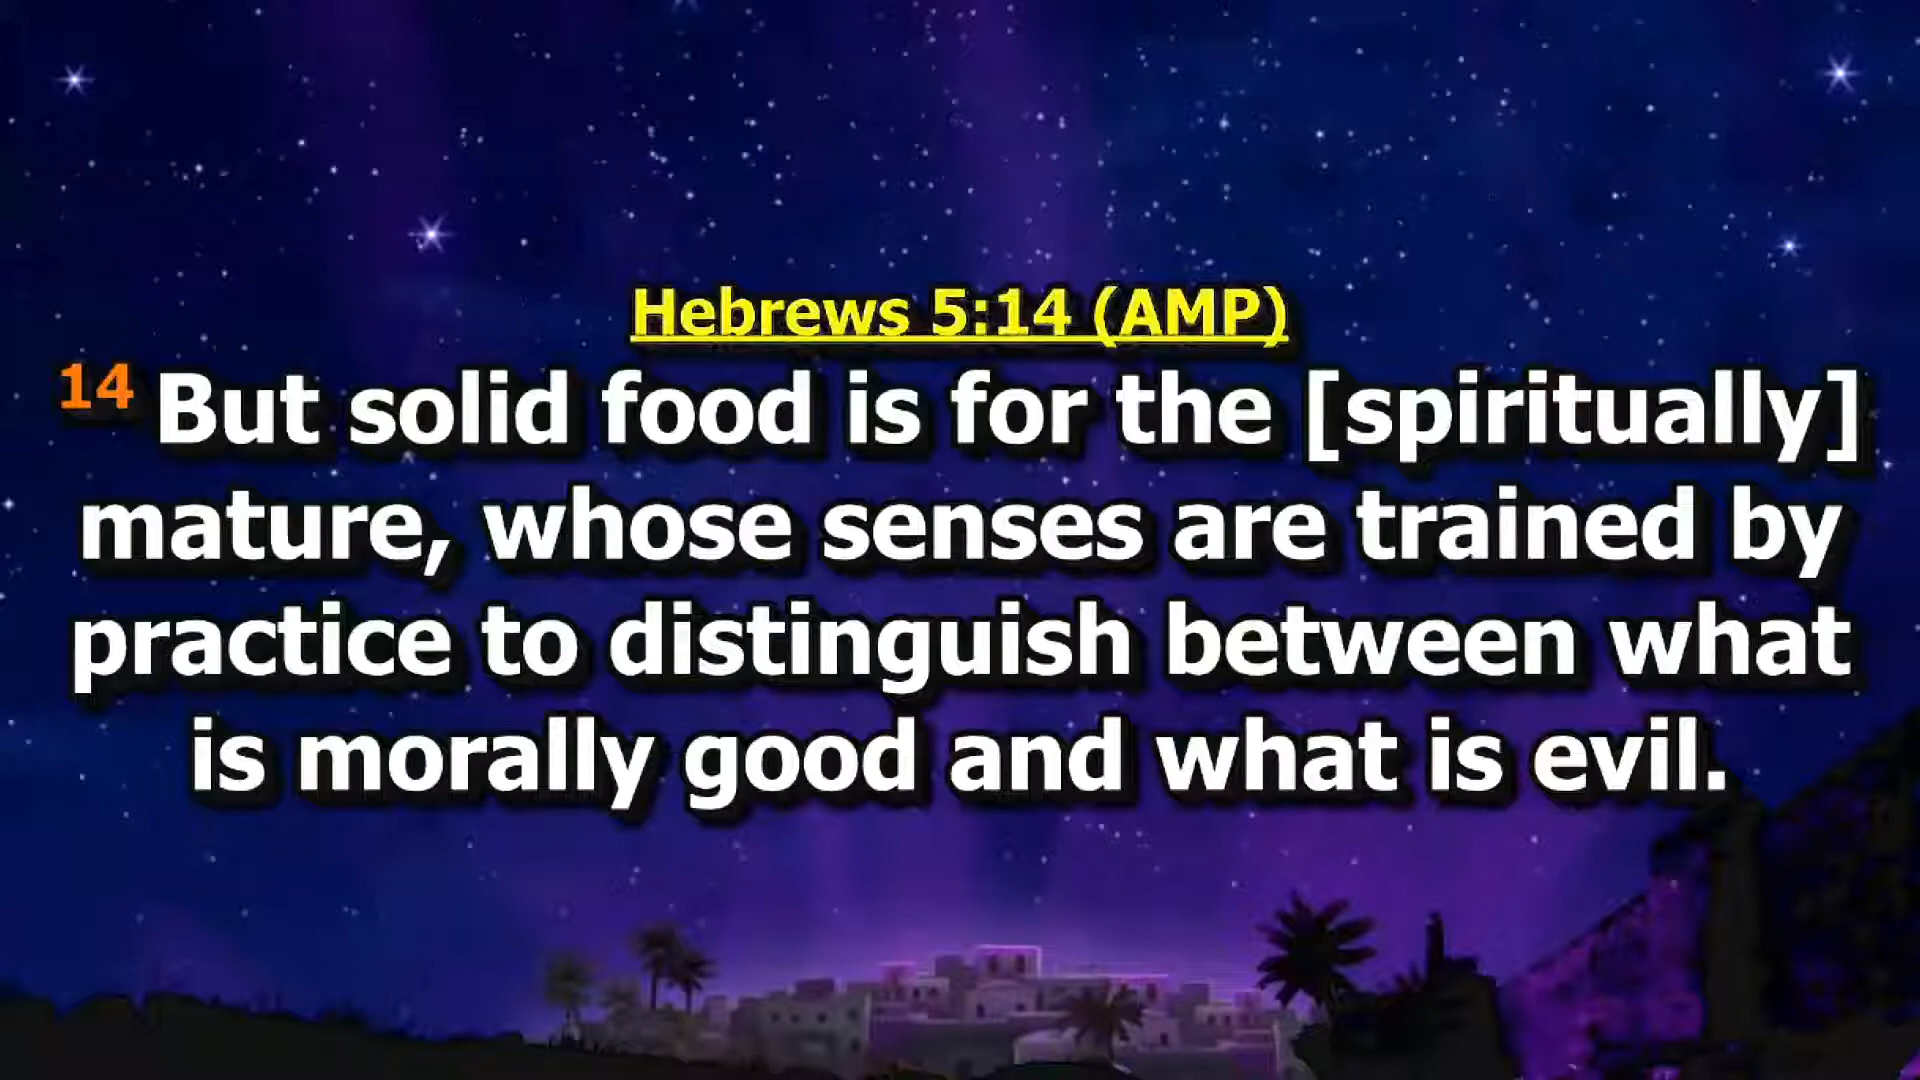 Hebrews 5:14 (AMP)
14 But solid food is for the [spiritually]
mature, whose senses are trained by
practice to distinguish between what
is morally good and what is evil.